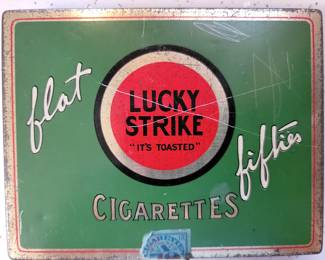 flat
LUCKY
STRIKE
"IT'S TOASTED"
fifties
CIGARETTES